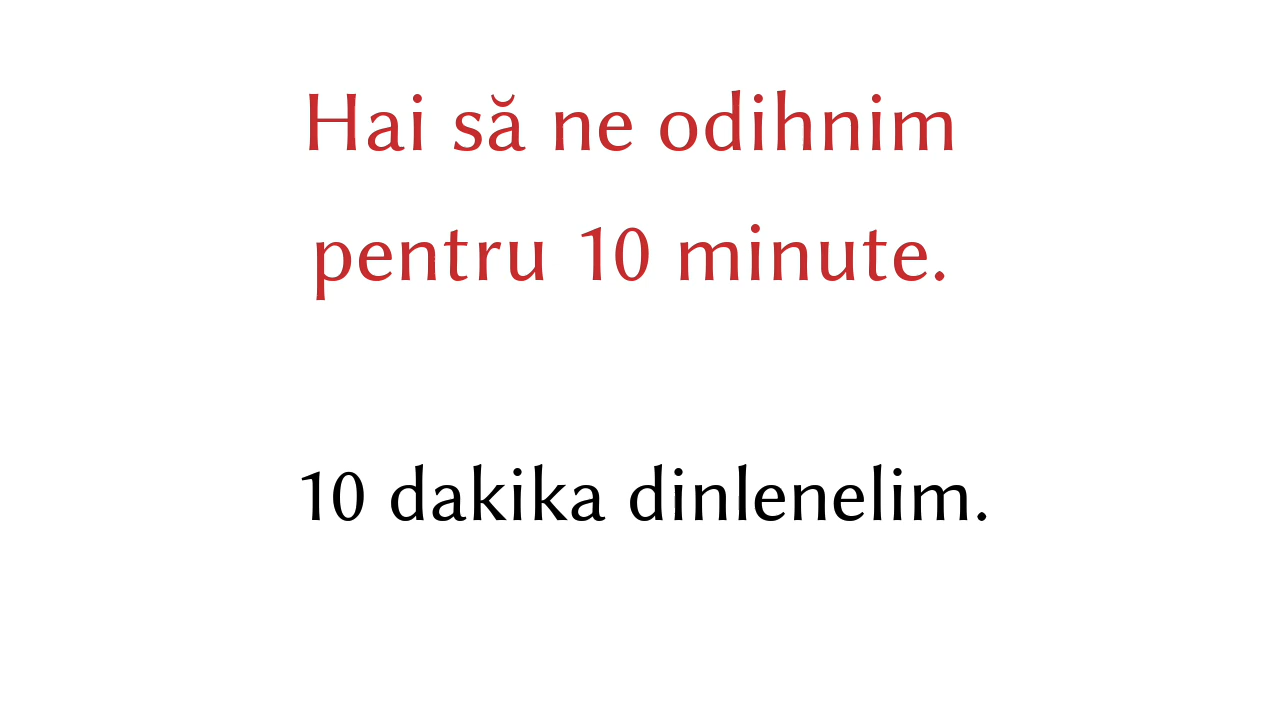 Hai să ne odihnim
pentru 10 minute.
10 dakika dinlenelim.